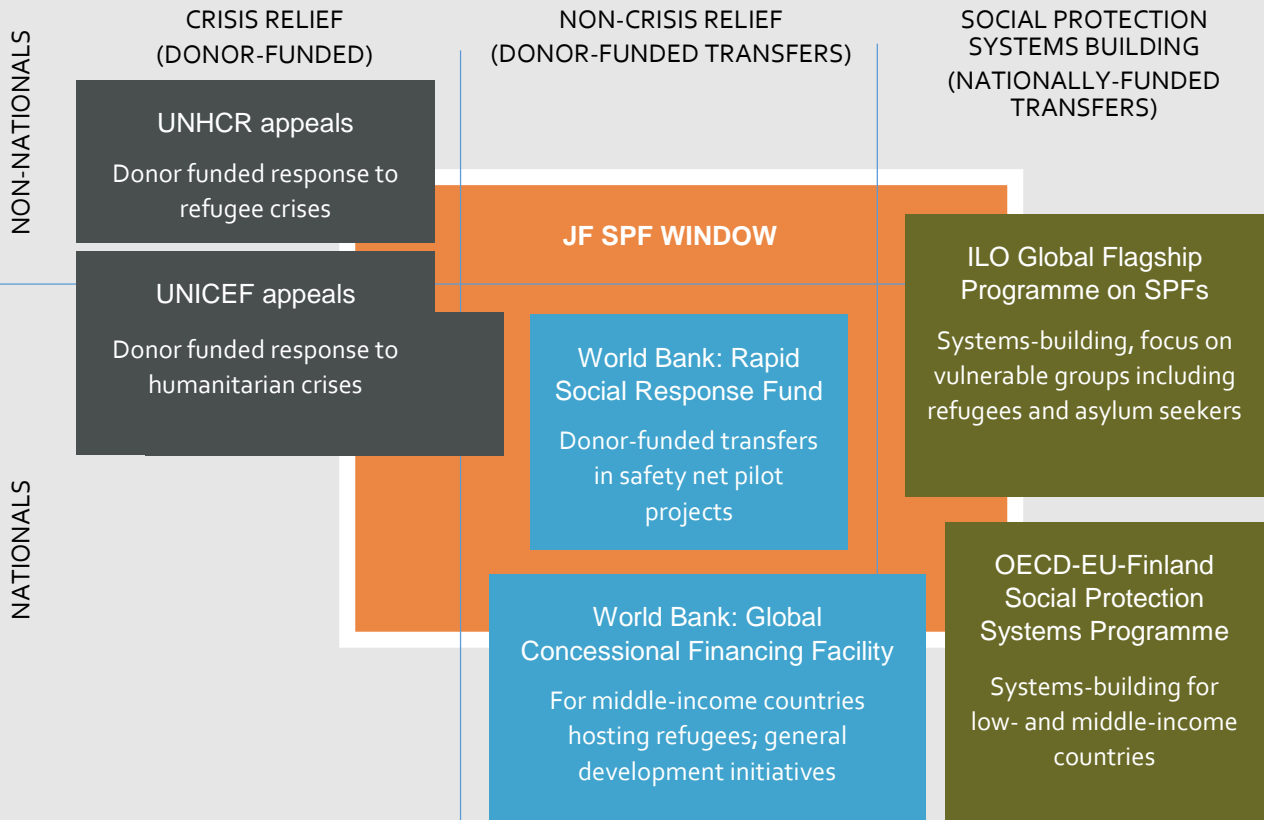 CRISIS RELIEF
(DONOR-FUNDED)
NON-CRISIS RELIEF
(DONOR-FUNDED TRANSFERS)
SOCIAL PROTECTION
SYSTEMS BUILDING
(NATIONALLY-FUNDED
TRANSFERS)
NON-NATIONALS
UNHCR appeals
Donor funded response to
refugee crises
JF SPF WINDOW
ILO Global Flagship
Programme on SPFs
Systems-building, focus on
vulnerable groups including
refugees and asylum seekers
NATIONALS
UNICEF appeals
Donor funded response to
humanitarian crises
World Bank: Rapid
Social Response Fund
Donor-funded transfers
in safety net pilot
projects
World Bank: Global
Concessional Financing Facility
For middle-income countries
hosting refugees; general
development initiatives
OECD-EU-Finland
Social Protection
Systems Programme
Systems-building for
low- and middle-income
countries